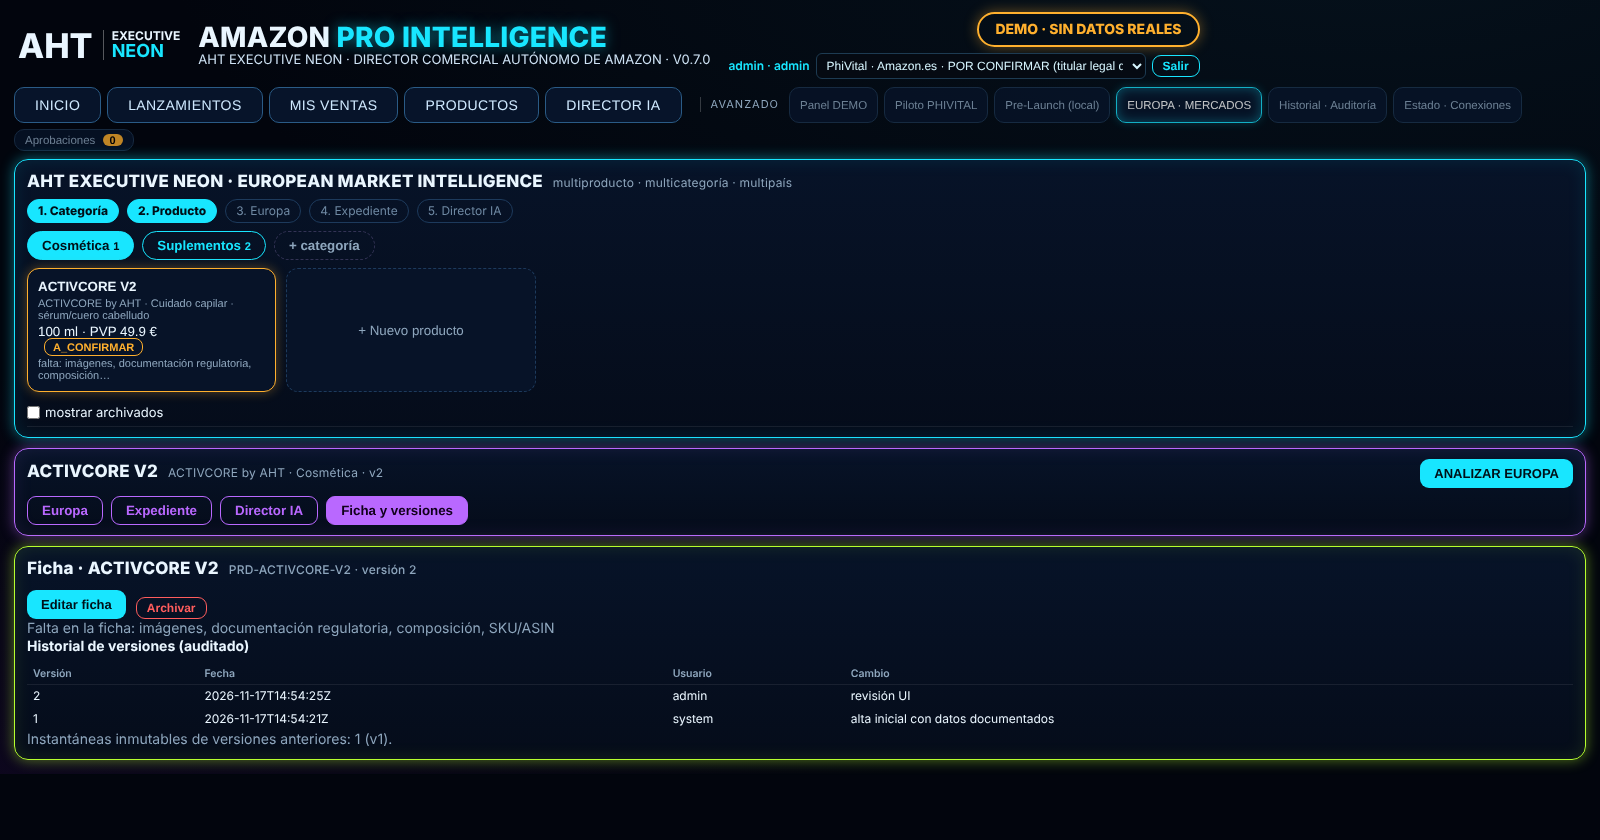 AHT EXECUTIVE NEON
AMAZON PRO INTELLIGENCE
AHT EXECUTIVE NEON · DIRECTOR COMERCIAL AUTÓNOMO DE AMAZON · V0.7.0
DEMO · SIN DATOS REALES
admin · admin PhiVital · Amazon.es · POR CONFIRMAR (titular legal c Salir
INICIO LANZAMIENTOS MIS VENTAS PRODUCTOS DIRECTOR IA AVANZADO Panel DEMO Piloto PHIVITAL Pre-Launch (local) EUROPA · MERCADOS Historial · Auditoría Estado · Conexiones
Aprobaciones 0
AHT EXECUTIVE NEON · EUROPEAN MARKET INTELLIGENCE multiproducto · multicategoría · multipaís
1. Categoría 2. Producto 3. Europa 4. Expediente 5. Director IA
Cosmética 1 Suplementos 2 + categoría
ACTIVCORE V2
ACTIVCORE by AHT · Cuidado capilar ·
sérum/cuero cabelludo
100 ml · PVP 49.9 €
A_CONFIRMAR
falta: imágenes, documentación regulatoria,
composición…
+ Nuevo producto
mostrar archivados
ACTIVCORE V2 ACTIVCORE by AHT · Cosmética · v2 ANALIZAR EUROPA
Europa Expediente Director IA Ficha y versiones
Ficha · ACTIVCORE V2 PRD-ACTIVCORE-V2 · versión 2
Editar ficha Archivar
Falta en la ficha: imágenes, documentación regulatoria, composición, SKU/ASIN
Historial de versiones (auditado)
Versión Fecha Usuario Cambio
2 2026-11-17T14:54:25Z admin revisión UI
1 2026-11-17T14:54:21Z system alta inicial con datos documentados
Instantáneas inmutables de versiones anteriores: 1 (v1).